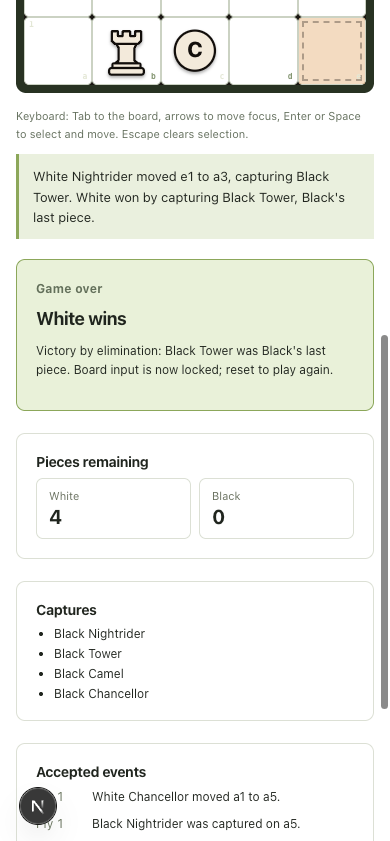 1
C
a
b
c
d
Keyboard: Tab to the board, arrows to move focus, Enter or Space
to select and move. Escape clears selection.
White Nightrider moved e1 to a3, capturing Black
Tower. White won by capturing Black Tower, Black's
last piece.
Game over
White wins
Victory by elimination: Black Tower was Black's last
piece. Board input is now locked; reset to play again.
Pieces remaining
White
4
Black
0
Captures
Black Nightrider
Black Tower
Black Camel
Black Chancellor
Accepted events
1 White Chancellor moved a1 to a5.
N
1 Black Nightrider was captured on a5.